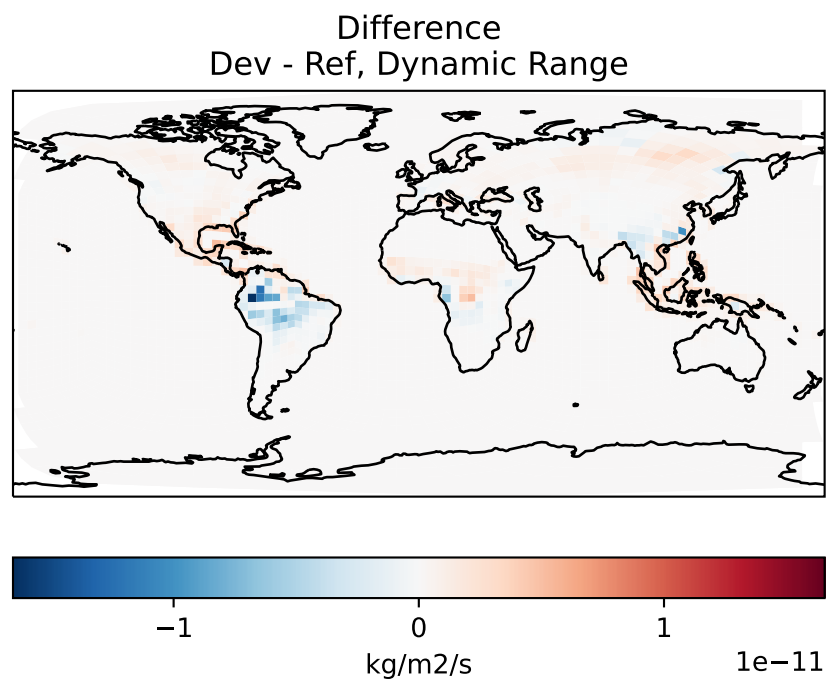 Difference
Dev - Ref, Dynamic Range
−1 0 1
kg/m2/s
1e−11